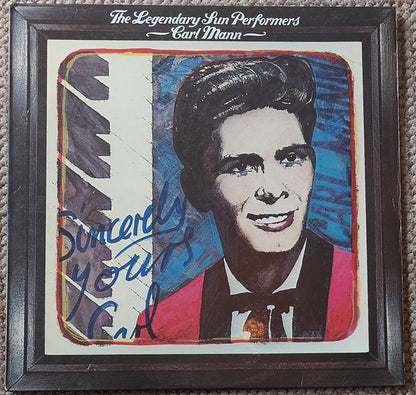 The Legendary Sun Performers
Carl Mann
Sincerely
yours
Carl